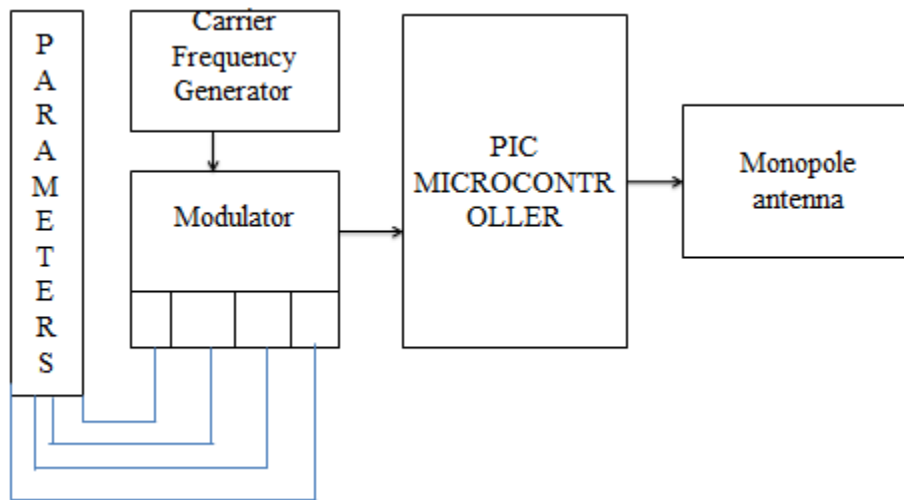 P
A
R
A
M
E
T
E
R
S
Carrier
Frequency
Generator
Modulator
PIC
MICROCONTR
OLLER
Monopole
antenna